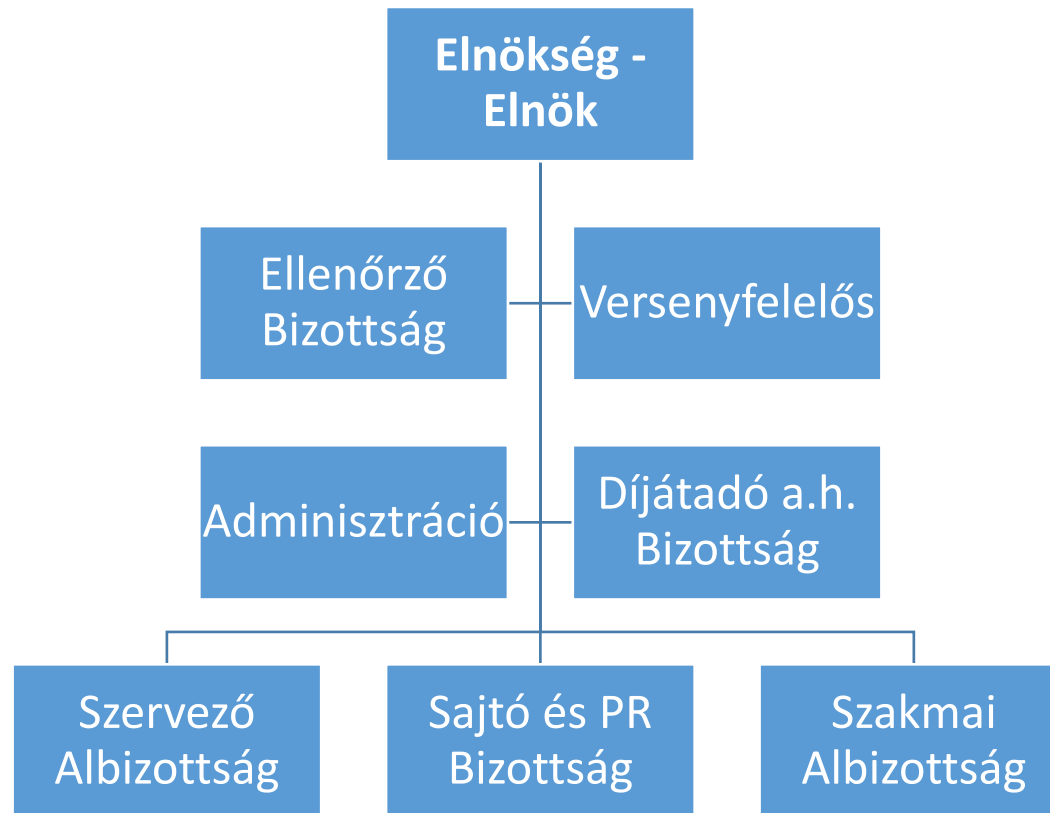 Elnökség -
Elnök
Ellenőrző
Bizottság
Versenyfelelős
Adminisztráció
Díjátadó a.h.
Bizottság
Szervező
Albizottság
Sajtó és PR
Bizottság
Szakmai
Albizottság